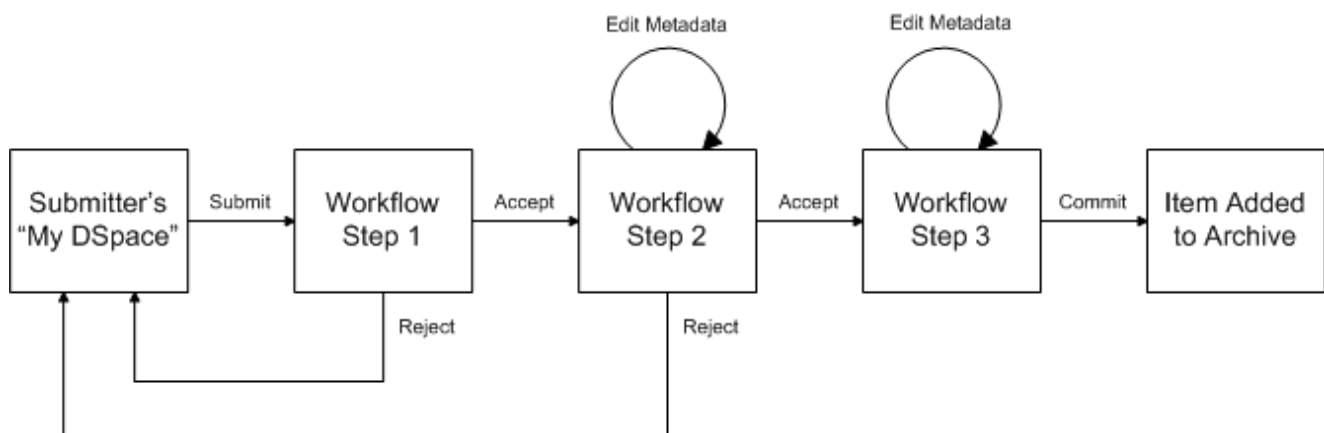 Edit Metadata
Edit Metadata
Submitter's
“My DSpace”
Submit
Workflow
Step 1
Accept
Workflow
Step 2
Accept
Workflow
Step 3
Commit
Item Added
to Archive
Reject
Reject